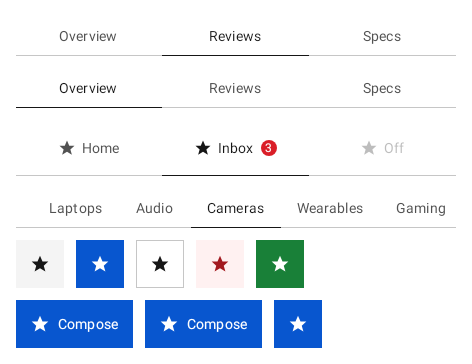 Overview Reviews Specs
Overview Reviews Specs
Home Inbox 3 Off
Laptops Audio Cameras Wearables Gaming
Compose Compose